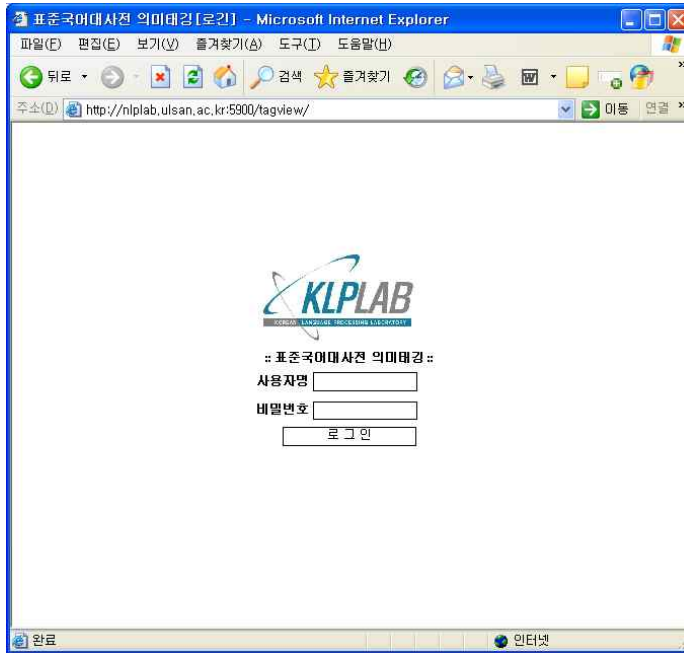 표준국어대사전 의미태깅[로긴] - Microsoft Internet Explorer
파일(F) 편집(E) 보기(V) 즐겨찾기(A) 도구(T) 도움말(H)
뒤로 검색 즐겨찾기
주소(D) http://nlplab.ulsan.ac.kr:5900/tagview/ 이동 연결
KLPLAB
KOREAN LANGUAGE PROCESSING LABORATORY
:: 표준국어대사전 의미태깅 ::
사용자명
비밀번호
로 그 인
완료 인터넷